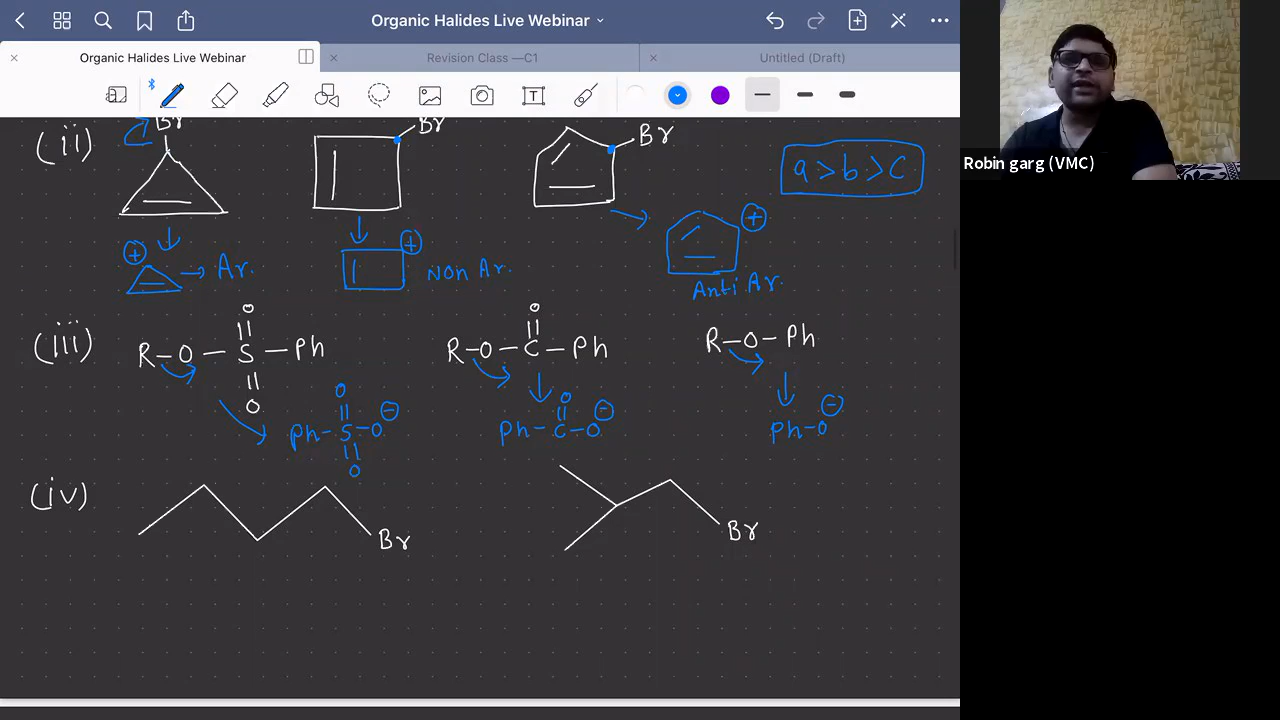 Organic Halides Live Webinar
Organic Halides Live Webinar
Revision Class —C1
Untitled (Draft)
T
Robin garg (VMC)
(ii) Br Br Br a > b > c
⊕ → Ar. ⊕ Non Ar. ⊕
Anti Ar.
(iii) R-O-S-Ph R-O-C-Ph R-O-Ph
O O
O
O O
Ph-S-O⊖ Ph-C-O⊖ Ph-O⊖
O
(iv) Br Br